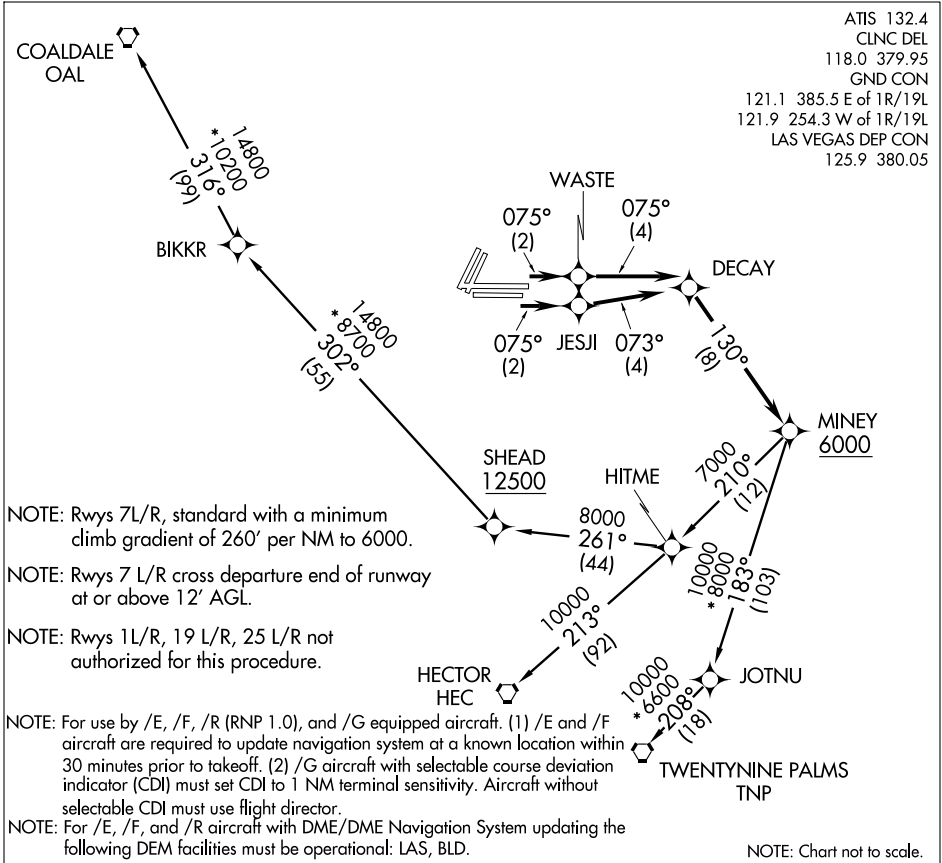 ATIS 132.4
CLNC DEL
118.0 379.95
GND CON
121.1 385.5 E of 1R/19L
121.9 254.3 W of 1R/19L
LAS VEGAS DEP CON
125.9 380.05
COALDALE
OAL
14800
*10200
316°
(99)
BIKKR
14800
*8700
302°
(55)
WASTE
075°
(2)
075°
(4)
DECAY
075°
(2)
JESJI
073°
(4)
130°
(8)
MINEY
6000
SHEAD
12500
HITME
7000
210°
(12)
8000
261°
(44)
10000
*8000
183°
(103)
10000
213°
(92)
HECTOR
HEC
JOTNU
10000
*6600
208°
(18)
TWENTYNINE PALMS
TNP
NOTE: Rwys 7L/R, standard with a minimum
climb gradient of 260' per NM to 6000.
NOTE: Rwys 7 L/R cross departure end of runway
at or above 12' AGL.
NOTE: Rwys 1L/R, 19 L/R, 25 L/R not
authorized for this procedure.
NOTE: For use by /E, /F, /R (RNP 1.0), and /G equipped aircraft. (1) /E and /F
aircraft are required to update navigation system at a known location within
30 minutes prior to takeoff. (2) /G aircraft with selectable course deviation
indicator (CDI) must set CDI to 1 NM terminal sensitivity. Aircraft without
selectable CDI must use flight director.
NOTE: For /E, /F, and /R aircraft with DME/DME Navigation System updating the
following DEM facilities must be operational: LAS, BLD.
NOTE: Chart not to scale.